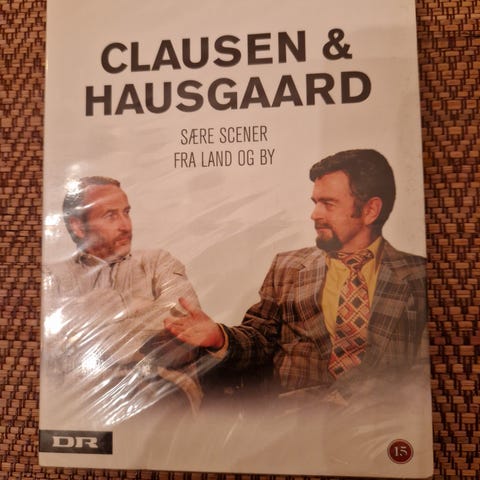 CLAUSEN &
HAUSGAARD
SÆRE SCENER
FRA LAND OG BY
DR
15